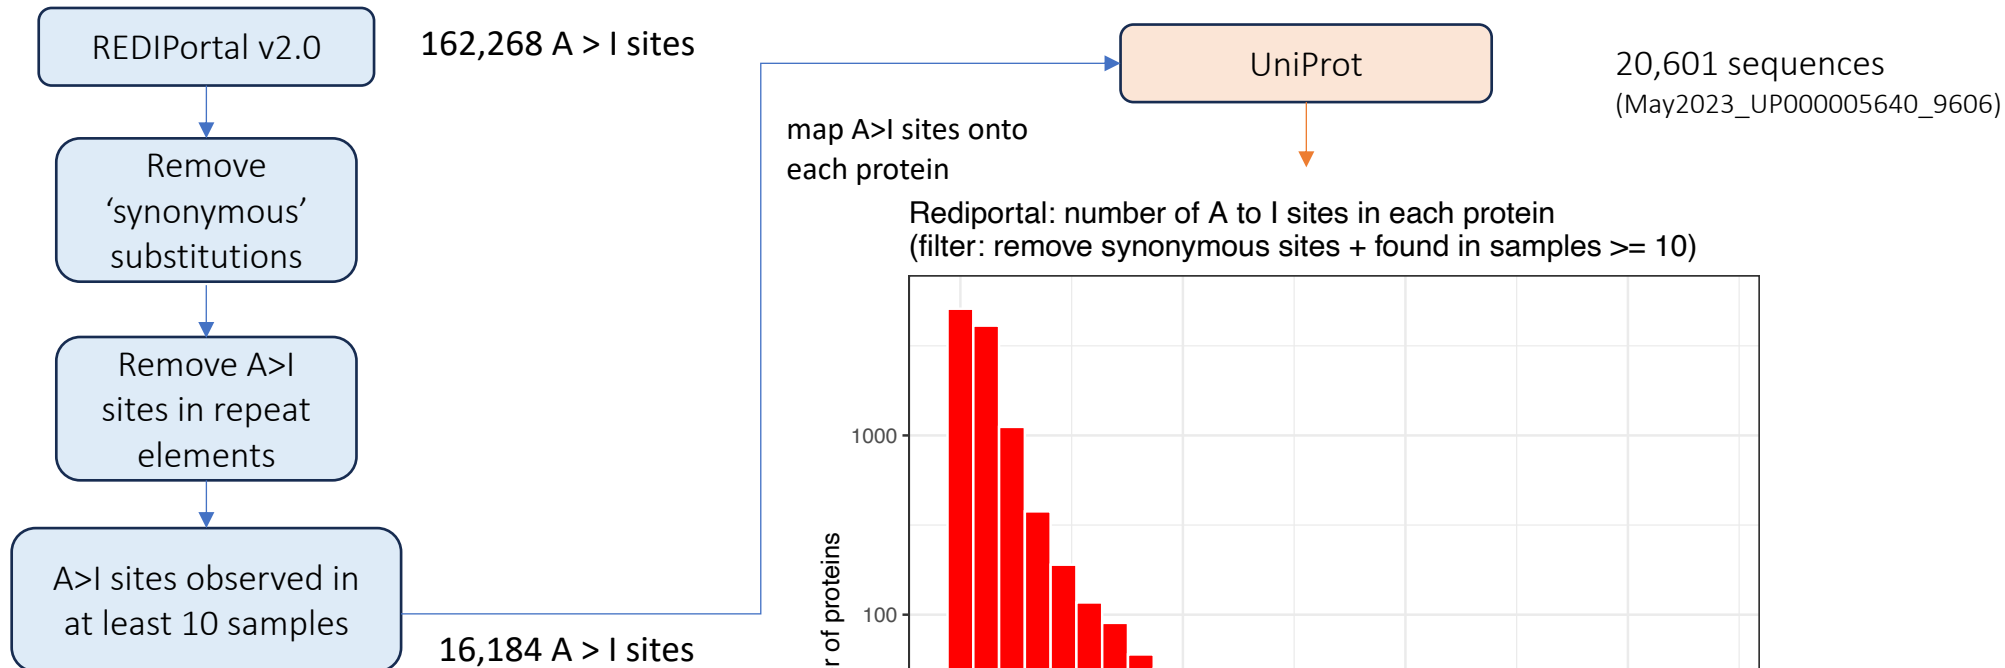 REDIPortal v2.0
162,268 A > I sites
Remove
‘synonymous’
substitutions
Remove A>I
sites in repeat
elements
A>I sites observed in
at least 10 samples
16,184 A > I sites
map A>I sites onto
each protein
UniProt
20,601 sequences
(May2023_UP000005640_9606)
Rediportal: number of A to I sites in each protein
(filter: remove synonymous sites + found in samples >= 10)
1000
100
r of proteins